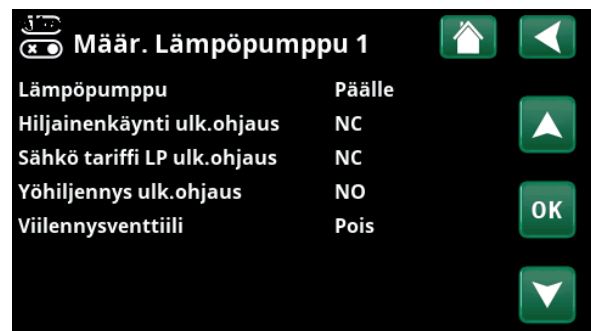 Määr. Lämpöpumppu 1
Lämpöpumppu Päälle
Hiljainenkäynti ulk.ohjaus NC
Sähkö tariffi LP ulk.ohjaus NC
Yöhiljennys ulk.ohjaus NO
Viilennysventtiili Pois
OK